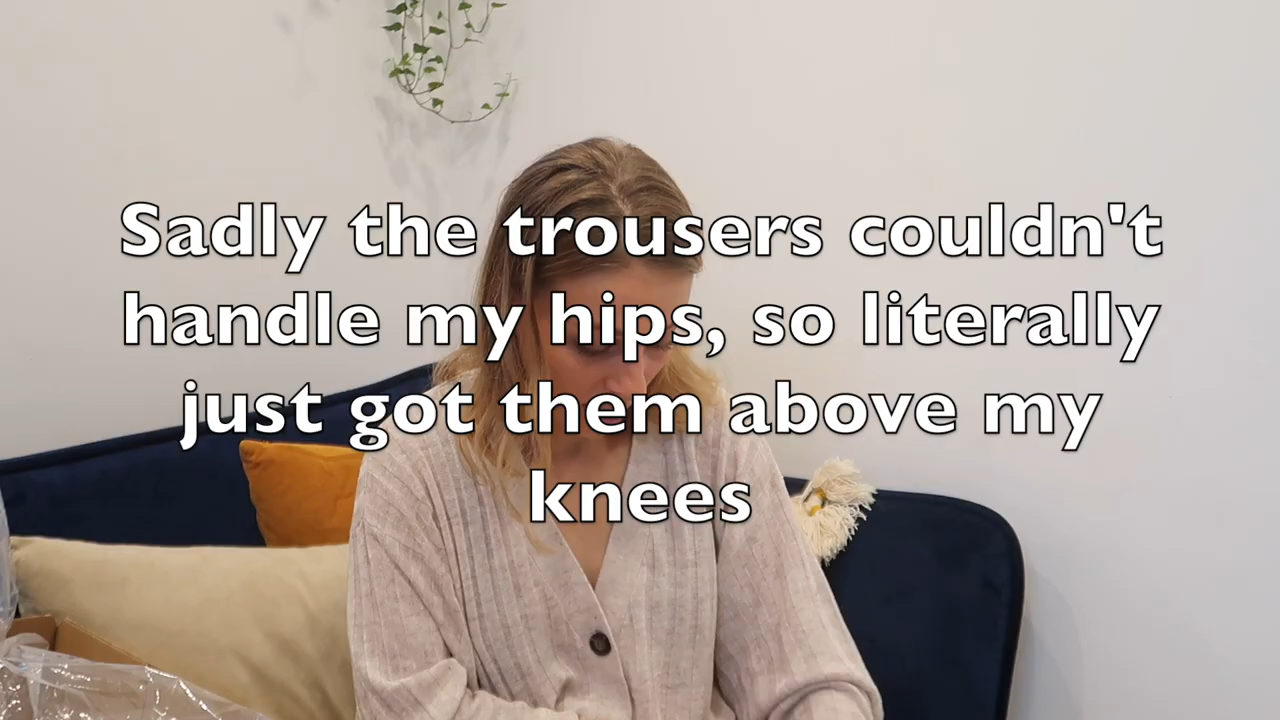 Sadly the trousers couldn't
handle my hips, so literally
just got them above my
knees